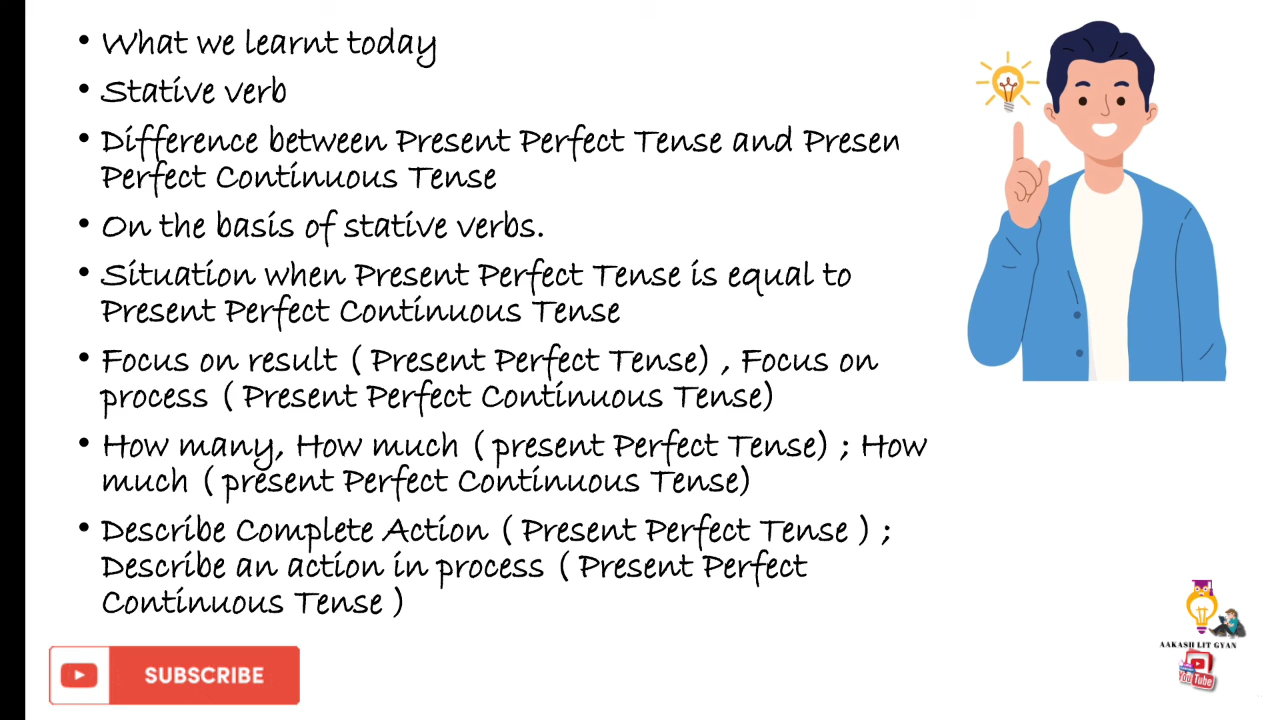 • What we learnt today
• Stative verb
• Difference between Present Perfect Tense and Presen
Perfect Continuous Tense
• On the basis of stative verbs.
• Situation when Present Perfect Tense is equal to
Present Perfect Continuous Tense
• Focus on result ( Present Perfect Tense) , Focus on
process ( Present Perfect Continuous Tense)
• How many, How much ( present Perfect Tense) ; How
much ( present Perfect Continuous Tense)
• Describe Complete Action ( Present Perfect Tense ) ;
Describe an action in process ( Present Perfect
Continuous Tense )
SUBSCRIBE
AAKASH LIT GYAN
YouTube